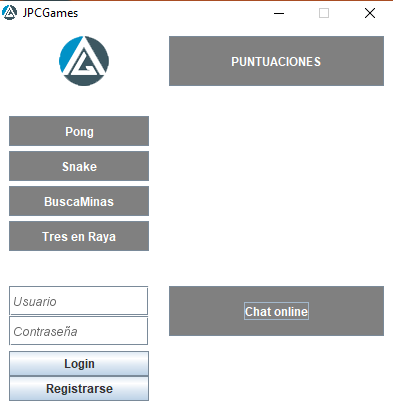 JPCGames
PUNTUACIONES
Pong
Snake
BuscaMinas
Tres en Raya
Usuario
Contraseña
Login
Registrarse
Chat online